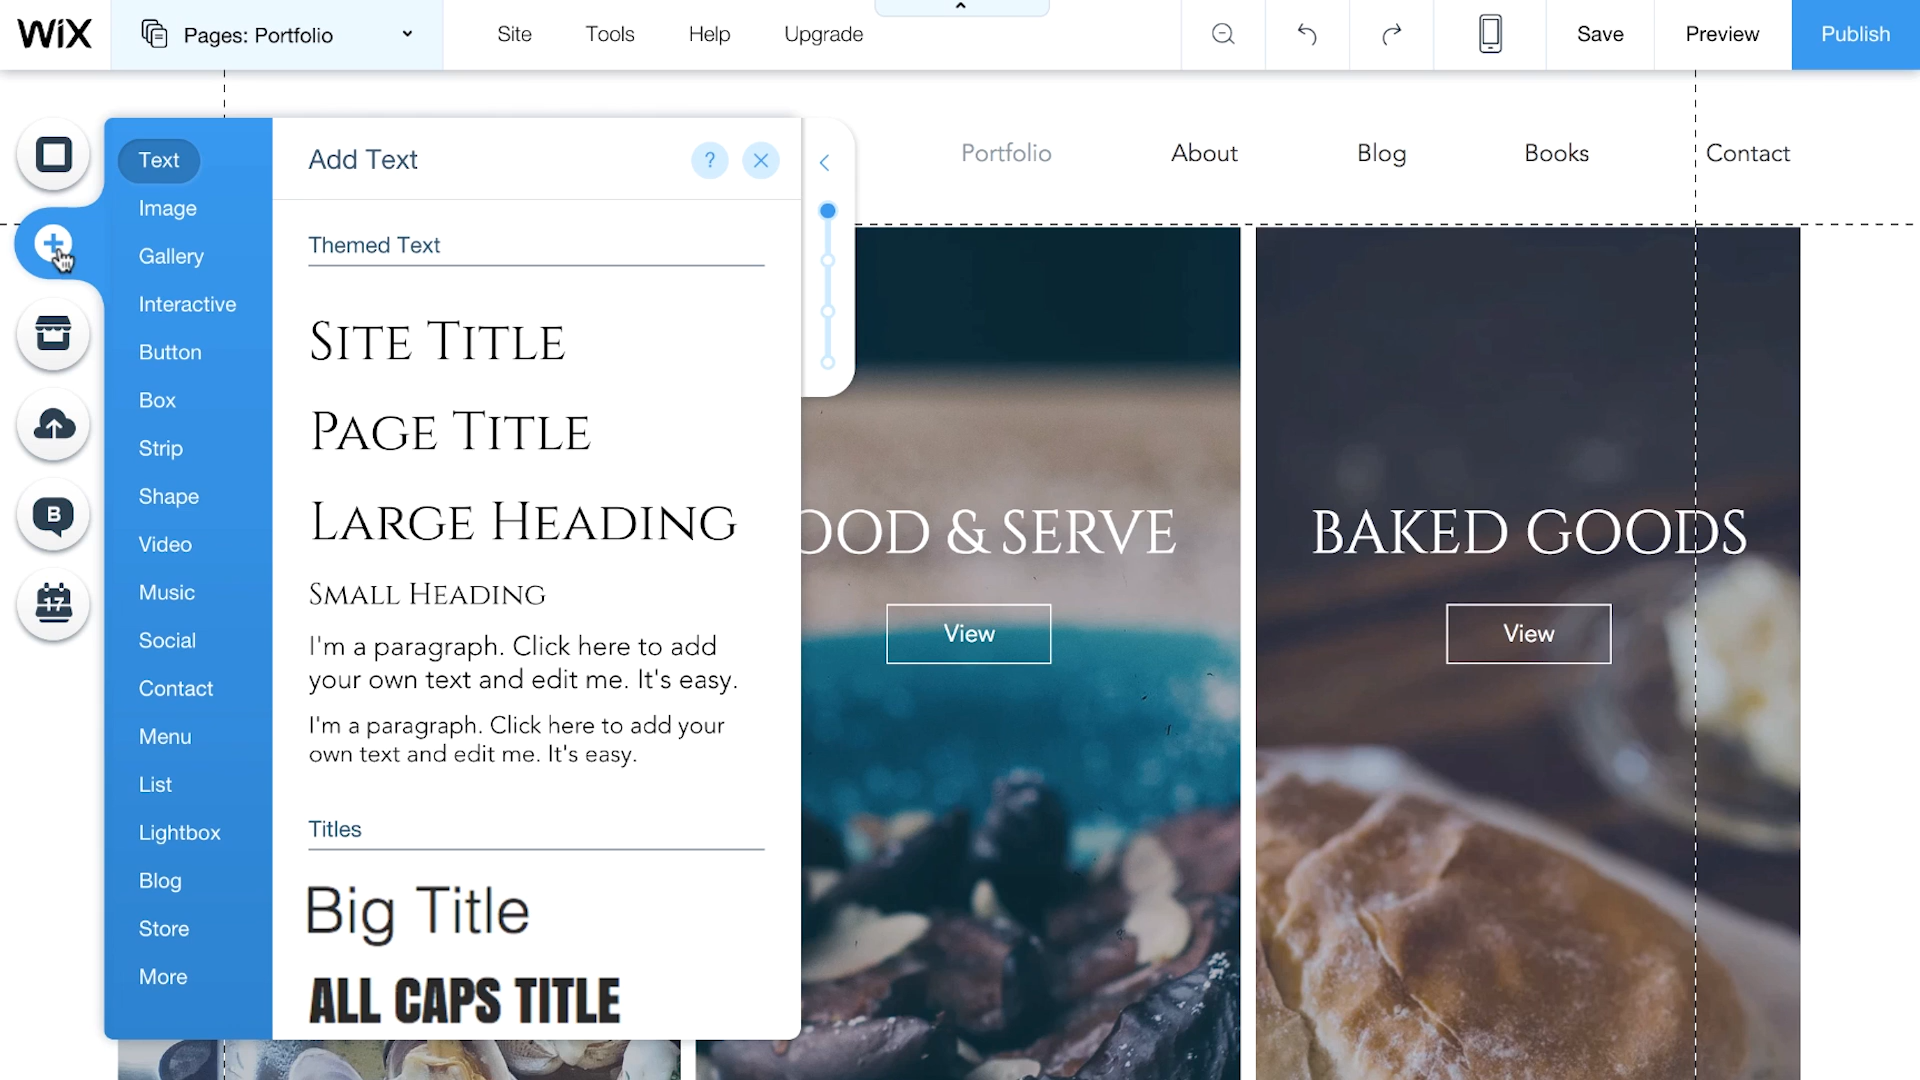 WiX
Pages: Portfolio
Site
Tools
Help
Upgrade
Save
Preview
Publish
Portfolio
About
Blog
Books
Contact
Text
Image
Gallery
Interactive
Button
Box
Strip
Shape
Video
Music
Social
Contact
Menu
List
Lightbox
Blog
Store
More
B
17
Add Text
?
Themed Text
SITE TITLE
PAGE TITLE
LARGE HEADING
SMALL HEADING
I'm a paragraph. Click here to add
your own text and edit me. It's easy.
I'm a paragraph. Click here to add your
own text and edit me. It's easy.
Titles
Big Title
ALL CAPS TITLE
OOD & SERVE
View
BAKED GOODS
View